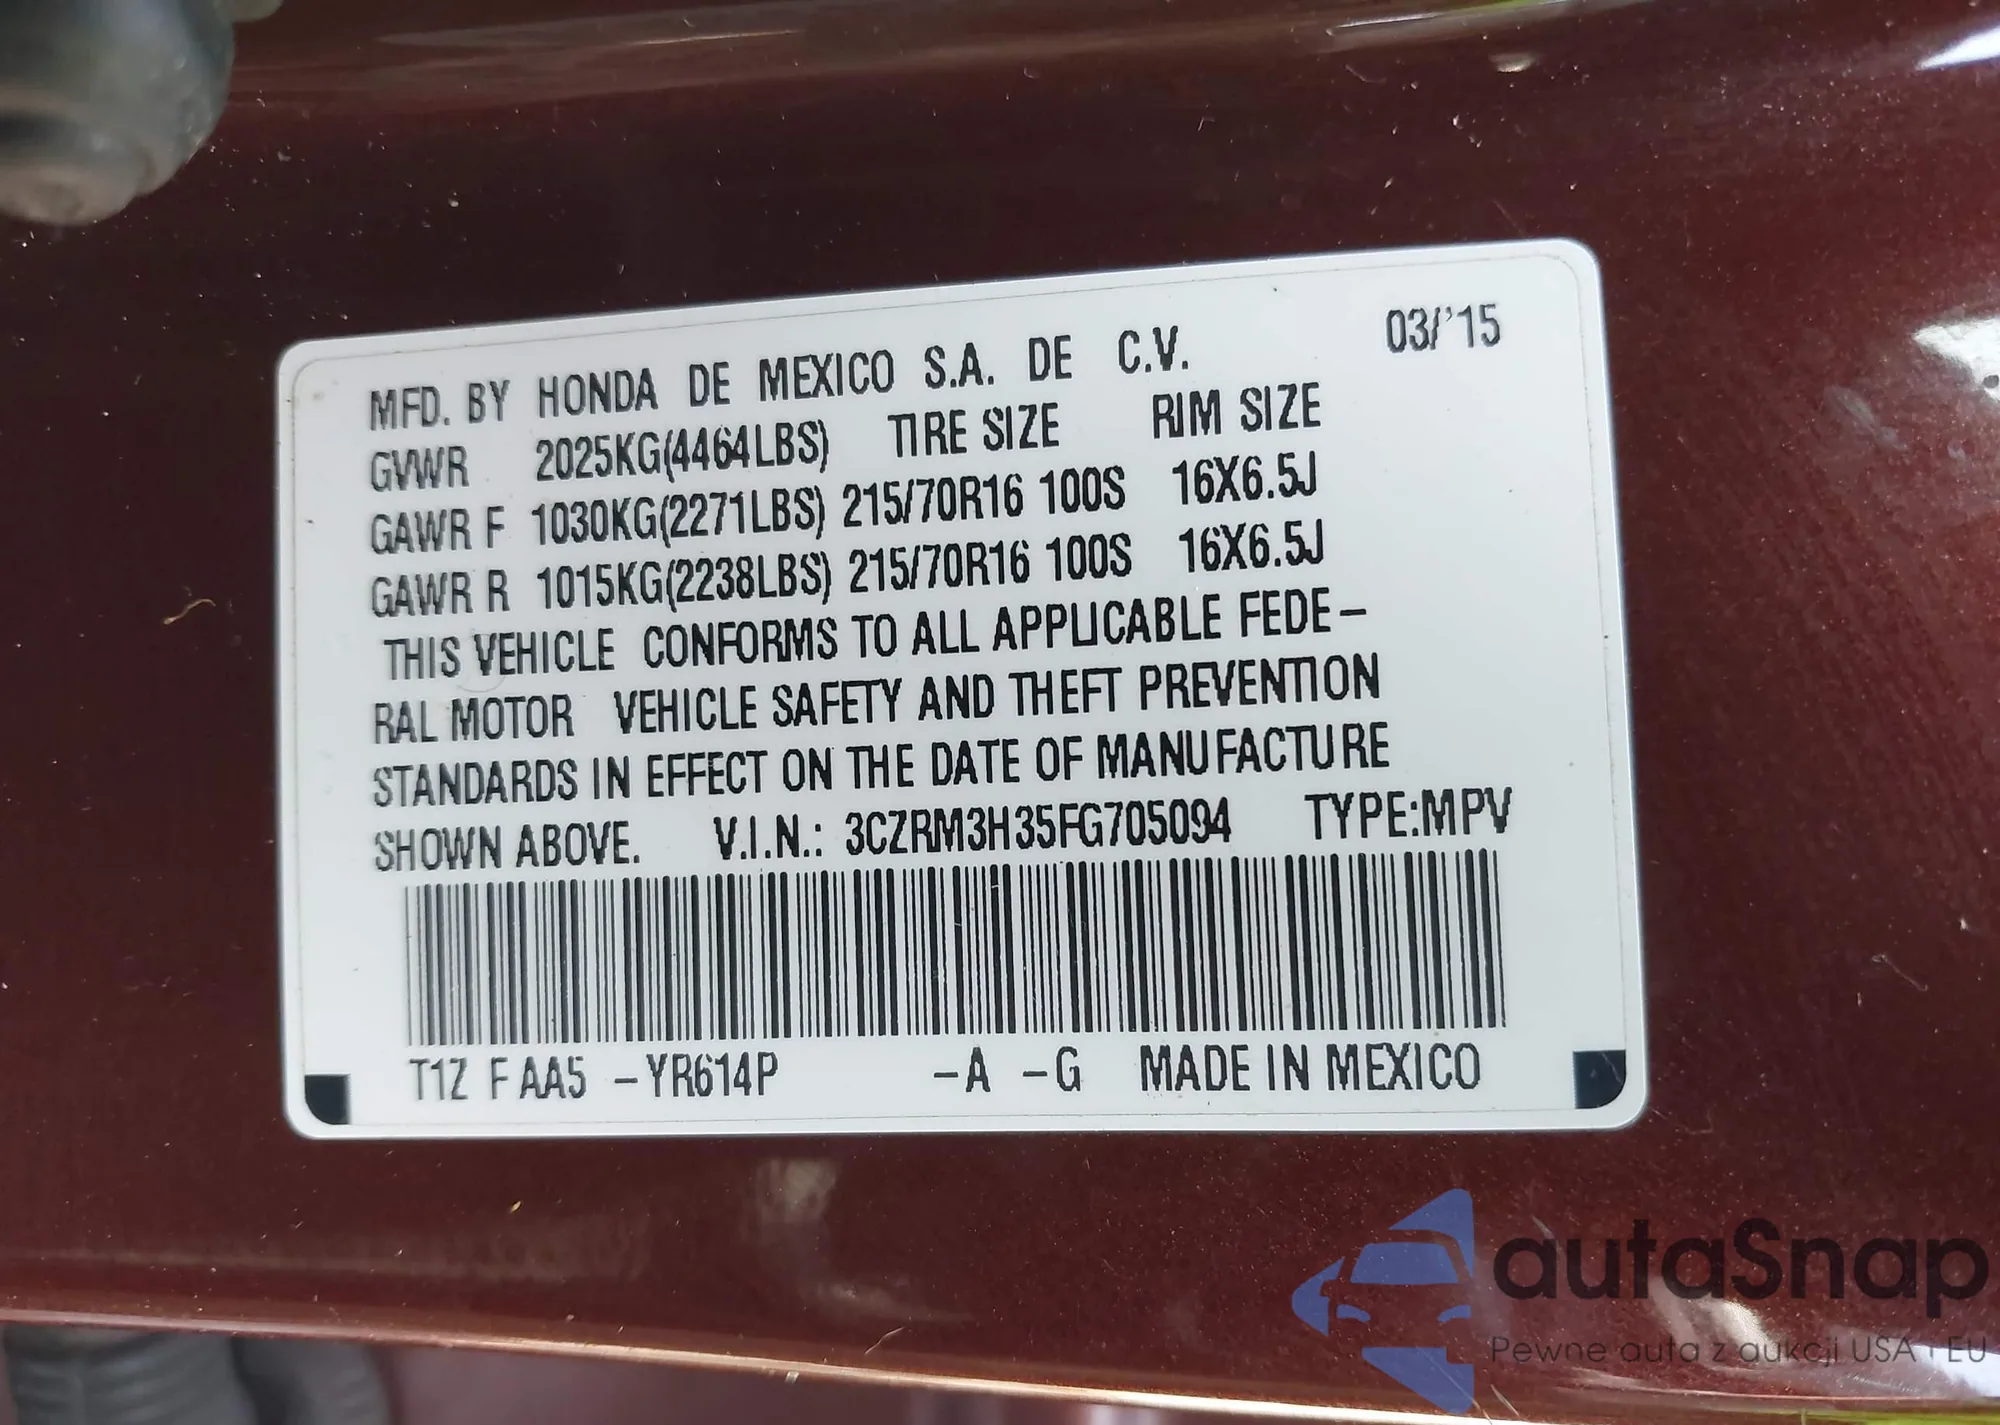 MFD. BY HONDA DE MEXICO S.A. DE C.V. 03/'15
GVWR 2025KG(4464LBS) TIRE SIZE RIM SIZE
GAWR F 1030KG(2271LBS) 215/70R16 100S 16X6.5J
GAWR R 1015KG(2238LBS) 215/70R16 100S 16X6.5J
THIS VEHICLE CONFORMS TO ALL APPLICABLE FEDE-
RAL MOTOR VEHICLE SAFETY AND THEFT PREVENTION
STANDARDS IN EFFECT ON THE DATE OF MANUFACTURE
SHOWN ABOVE. V.I.N.: 3CZRM3H35FG705094 TYPE:MPV
T1Z F AA5 -YR614P -A -G MADE IN MEXICO
autaSnap
Pewne auta z aukcji USA i EU